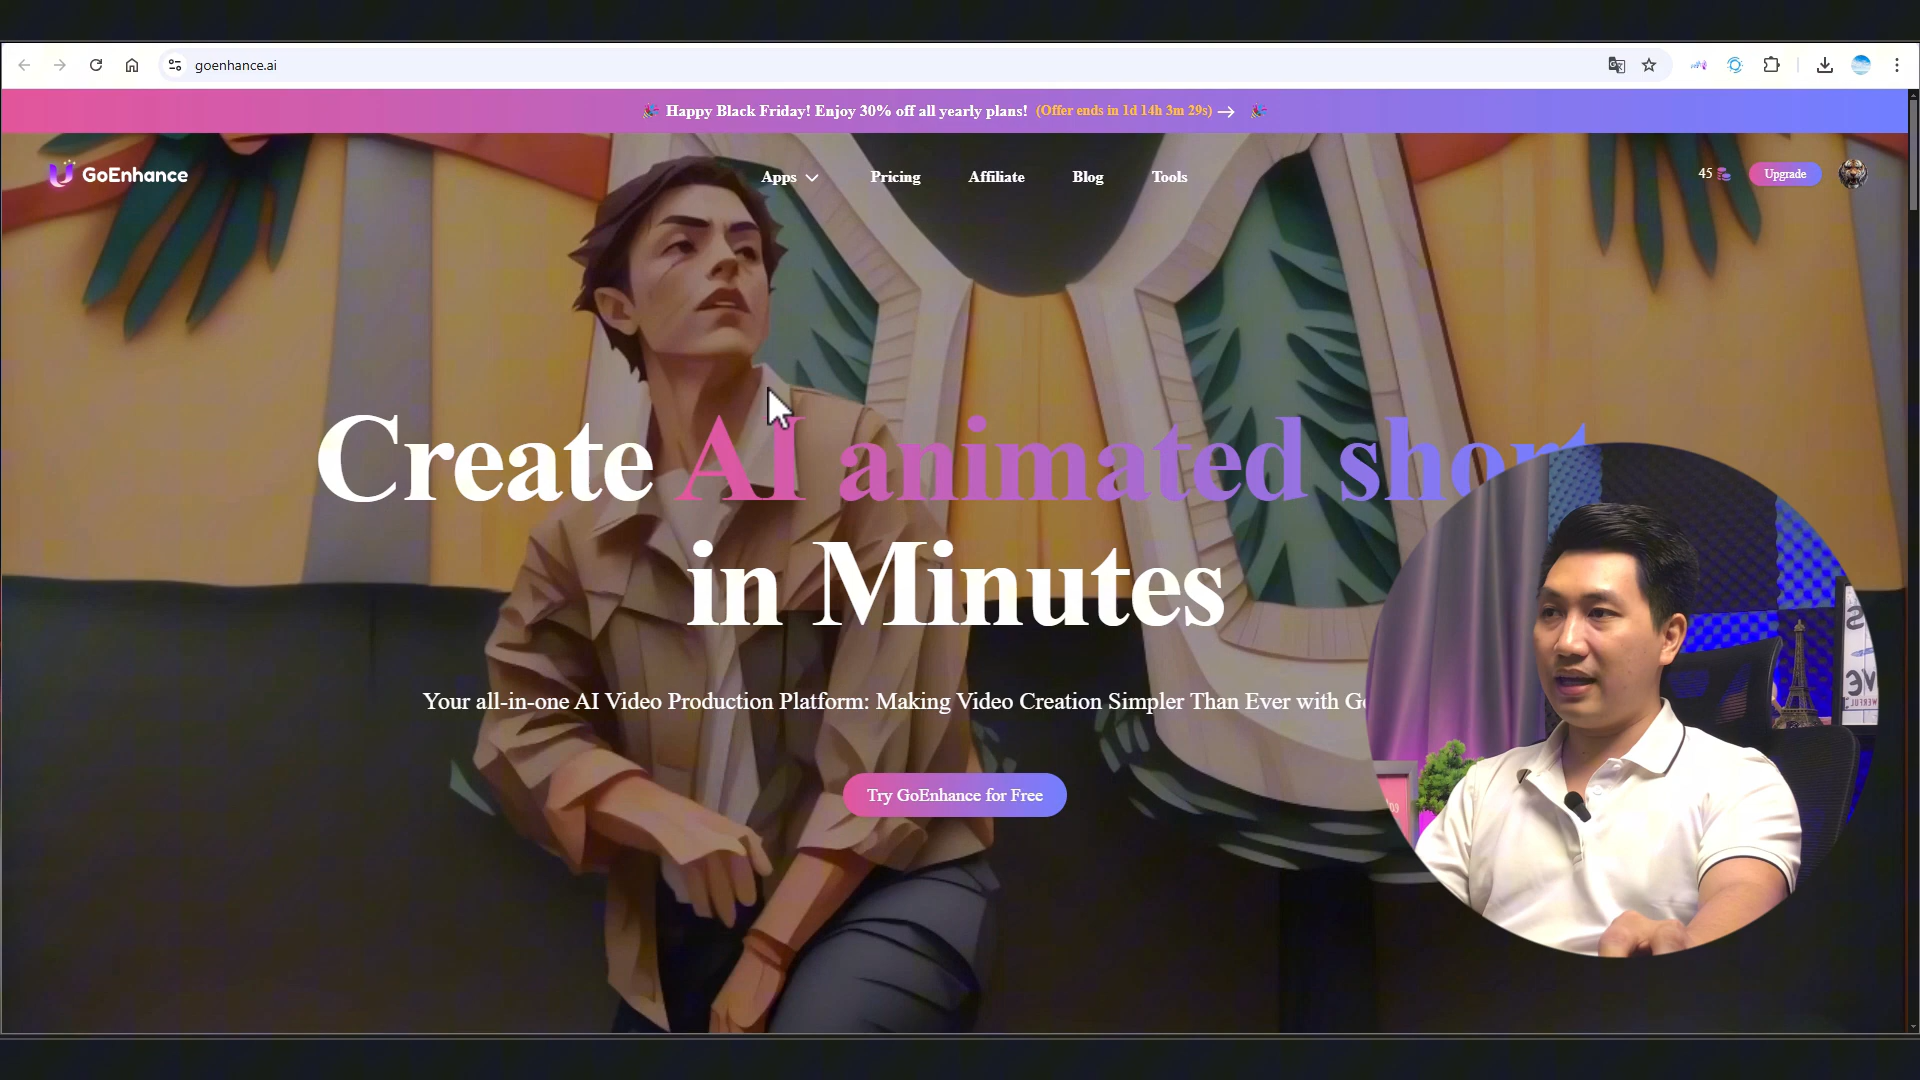 goenhance.ai
Happy Black Friday! Enjoy 30% off all yearly plans! (Offer ends in 1d 14h 3m 29s)
GoEnhance
Apps
Pricing
Affiliate
Blog
Tools
45
Upgrade
Create AI animated short
in Minutes
Your all-in-one AI Video Production Platform: Making Video Creation Simpler Than Ever with
Try GoEnhance for Free